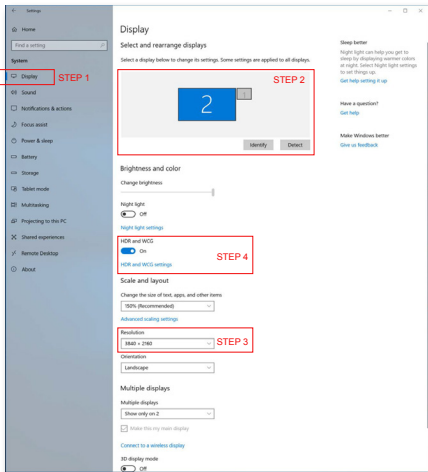 Settings
Home
Find a setting
System
Display
STEP 1
Sound
Notifications & actions
Focus assist
Power & sleep
Battery
Storage
Tablet mode
Multitasking
Projecting to this PC
Shared experiences
Remote Desktop
About
Display
Select and rearrange displays
Select a display below to change its settings. Some settings are applied to all displays.
STEP 2
2
1
Identify
Detect
Brightness and color
Change brightness
Night light
Off
Night light settings
HDR and WCG
On
STEP 4
HDR and WCG settings
Scale and layout
Change the size of text, apps, and other items
150% (Recommended)
Advanced scaling settings
Resolution
3840 × 2160
STEP 3
Orientation
Landscape
Multiple displays
Multiple displays
Show only on 2
Make this my main display
Connect to a wireless display
3D display mode
Off
Sleep better
Night light can help you get to
sleep by displaying warmer colors
at night. Select Night light settings
to set things up.
Get help setting it up
Have a question?
Get help
Make Windows better
Give us feedback